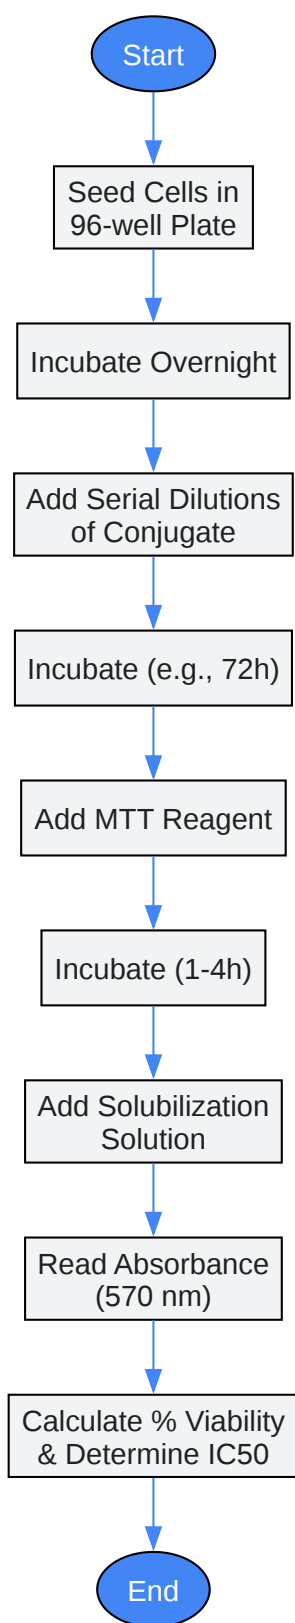 Start
Seed Cells in
96-well Plate
Incubate Overnight
Add Serial Dilutions
of Conjugate
Incubate (e.g., 72h)
Add MTT Reagent
Incubate (1-4h)
Add Solubilization
Solution
Read Absorbance
(570 nm)
Calculate % Viability
& Determine IC50
End